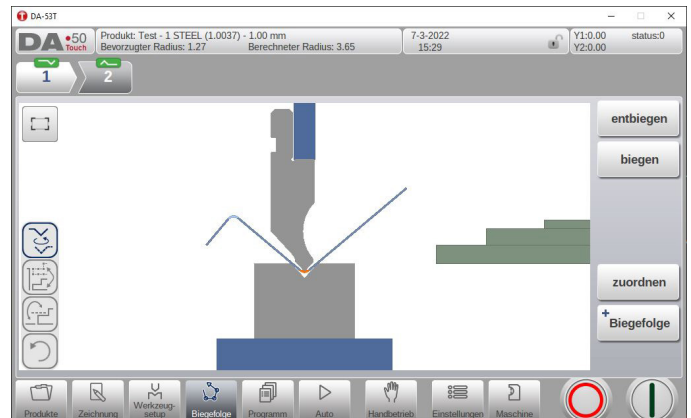 DA-53T
DA •50 Touch
Produkt: Test - 1 STEEL (1.0037) - 1.00 mm
Bevorzugter Radius: 1.27 Berechneter Radius: 3.65
7-3-2022
15:29
Y1:0.00 status:0
Y2:0.00
1 2
entbiegen
biegen
zuordnen
+Biegefolge
Produkte Zeichnung Werkzeug-setup Biegefolge Programm Auto Handbetrieb Einstellungen Maschine